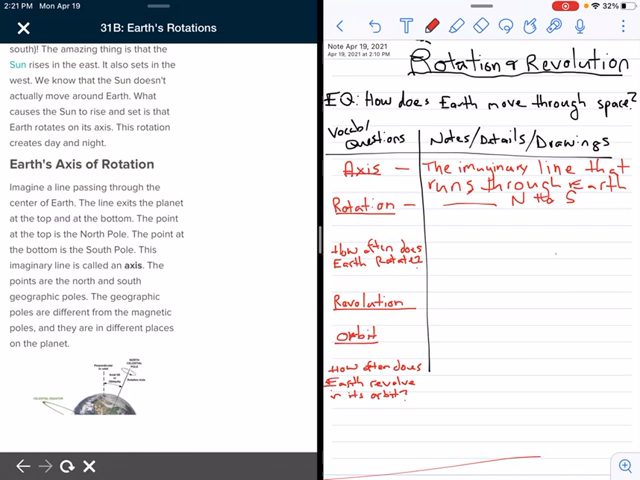 2:21 PM Mon Apr 19
32%
31B: Earth's Rotations
south)! The amazing thing is that the
Sun rises in the east. It also sets in the
west. We know that the Sun doesn't
actually move around Earth. What
causes the Sun to rise and set is that
Earth rotates on its axis. This rotation
creates day and night.
Earth's Axis of Rotation
Imagine a line passing through the
center of Earth. The line exits the planet
at the top and at the bottom. The point
at the top is the North Pole. The point
at the bottom is the South Pole. This
imaginary line is called an axis. The
points are the north and south
geographic poles. The geographic
poles are different from the magnetic
poles, and they are in different places
on the planet.
NORTH
CELESTIAL
POLE
Rotation Axis
CELESTIAL EQUATOR
Note Apr 19, 2021
Apr 19, 2021 at 2:10 PM
Rotation & Revolution
EQ: How does Earth move through space?
Vocab/
Questions
Notes/Details/Drawings
Axis – The imaginary line that
runs through Earth
N to S
Rotation –
How often does
Earth Rotate?
Revolution
Orbit
How often does
Earth revolve
in its orbit?